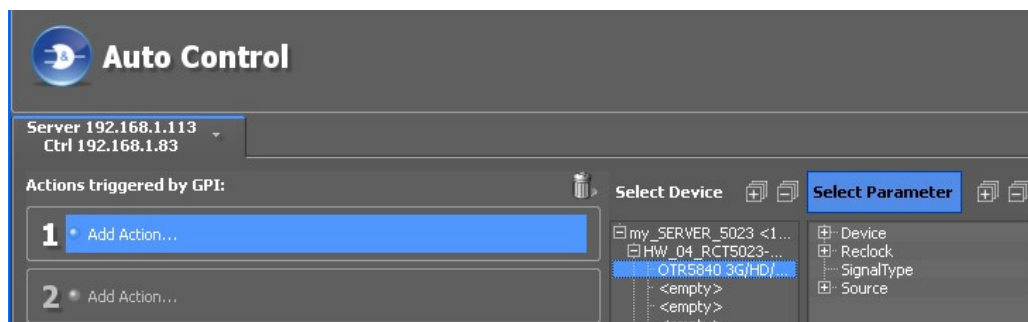 &
Auto Control
Server 192.168.1.113
Ctrl 192.168.1.83
Actions triggered by GPI:
Select Device
Select Parameter
1 Add Action...
2 Add Action...
my_SERVER_5023 <1...
HW_04_RCT5023-...
OTR5840 3G/HD/...
<empty>
<empty>
Device
Reclock
SignalType
Source